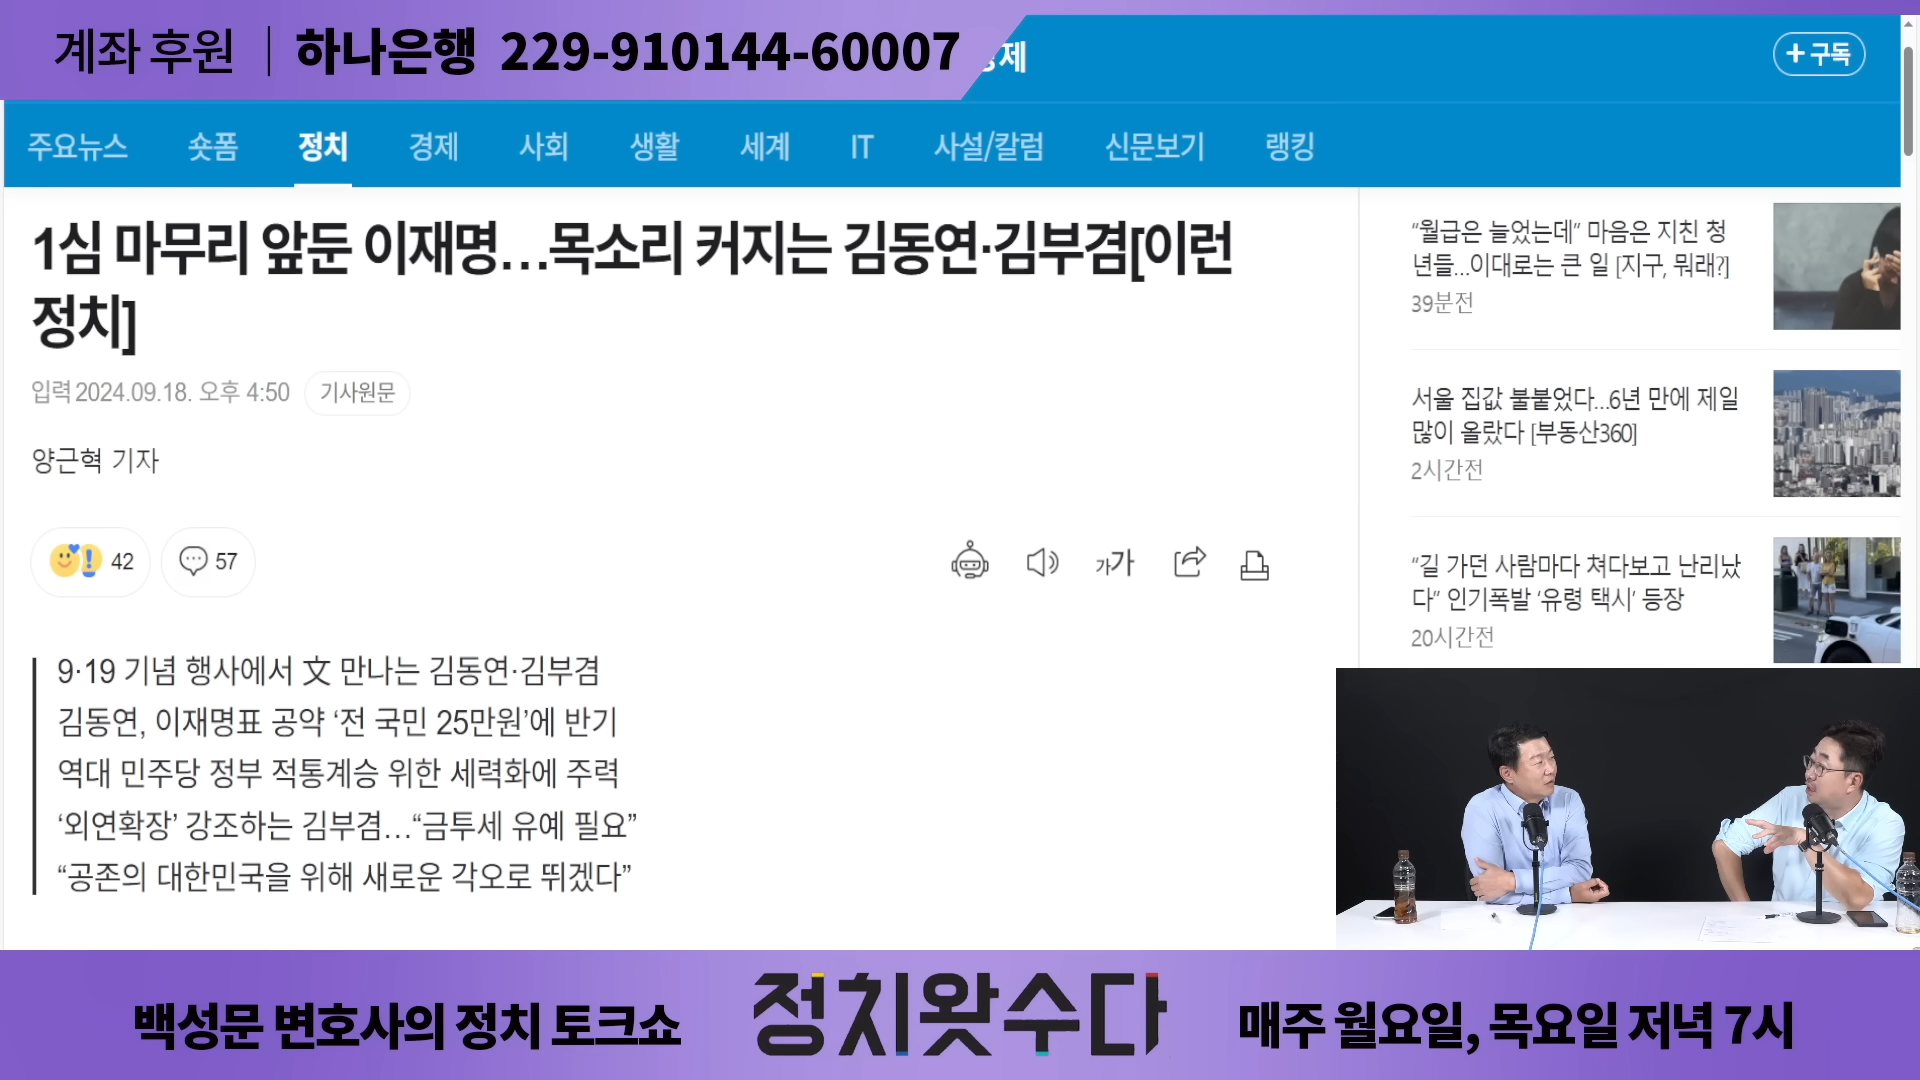 계좌 후원 | 하나은행 229-910144-60007
제
+ 구독
주요뉴스 숏폼 정치 경제 사회 생활 세계 IT 사설/칼럼 신문보기 랭킹
1심 마무리 앞둔 이재명…목소리 커지는 김동연·김부겸[이런
정치]
입력 2024.09.18. 오후 4:50 기사원문
양근혁 기자
42 57
가가
9·19 기념 행사에서 文 만나는 김동연·김부겸
김동연, 이재명표 공약 ‘전 국민 25만원’에 반기
역대 민주당 정부 적통계승 위한 세력화에 주력
‘외연확장’ 강조하는 김부겸…“금투세 유예 필요”
“공존의 대한민국을 위해 새로운 각오로 뛰겠다”
“월급은 늘었는데” 마음은 지친 청
년들…이대로는 큰 일 [지구, 뭐래?]
39분전
서울 집값 불붙었다…6년 만에 제일
많이 올랐다 [부동산360]
2시간전
“길 가던 사람마다 쳐다보고 난리났
다” 인기폭발 ‘유령 택시’ 등장
20시간전
백성문 변호사의 정치 토크쇼
정치왓수다
매주 월요일, 목요일 저녁 7시